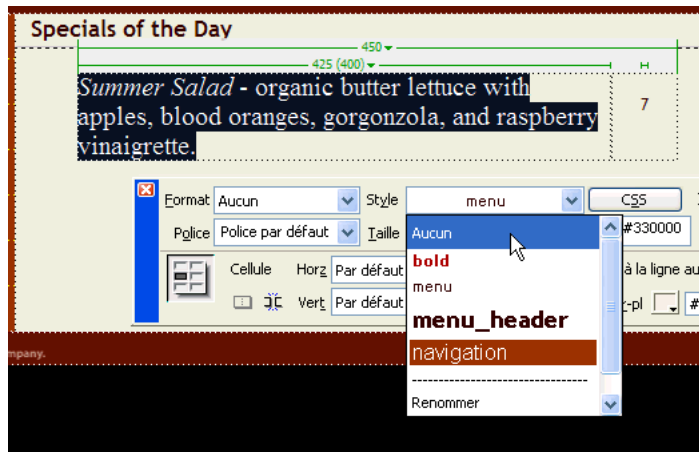 Specials of the Day
450
425 (400)
Summer Salad - organic butter lettuce with
apples, blood oranges, gorgonzola, and raspberry
vinaigrette.
7
Format Aucun Style menu CSS
Police Police par défaut Taille #330000
Aucun
bold
menu
menu_header
navigation
Renommer
Cellule Horz Par défaut à la ligne au
Vert Par défaut r-pl #
mpany.